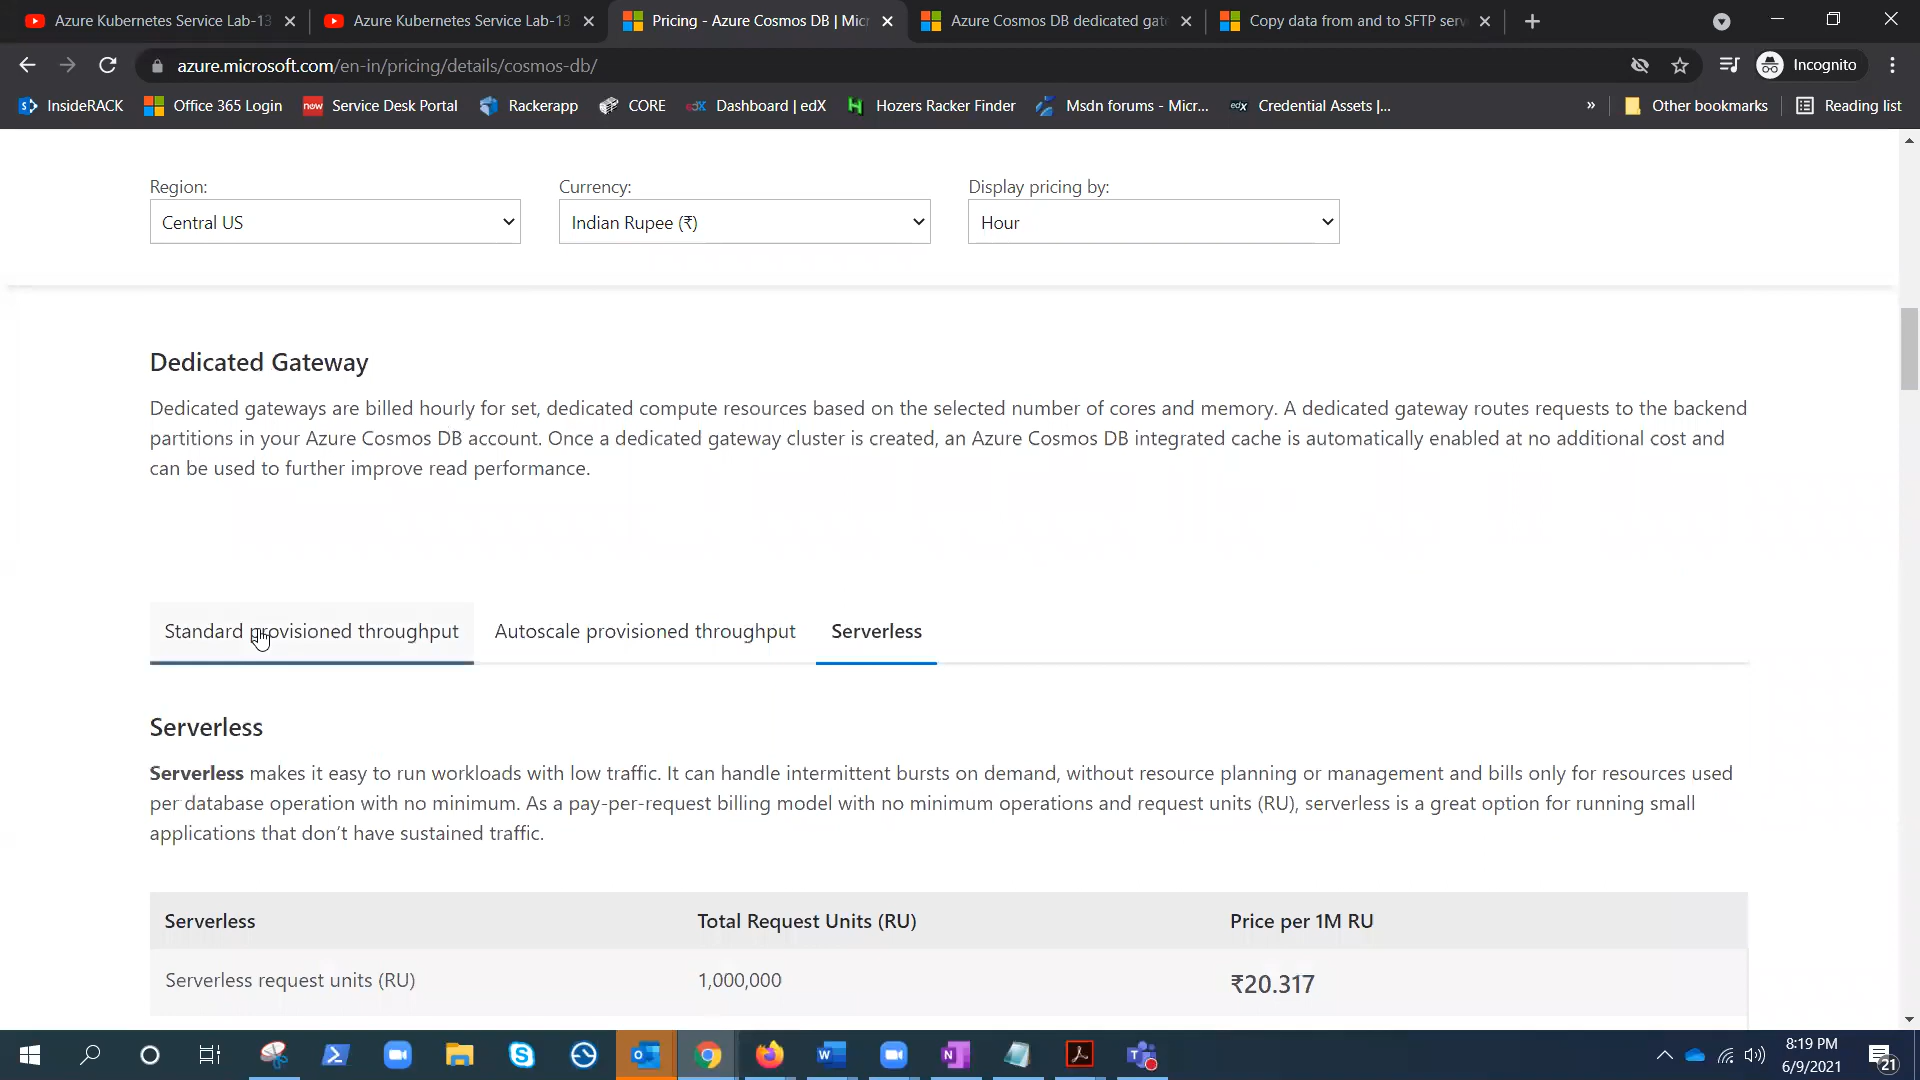 Azure Kubernetes Service Lab-13
Azure Kubernetes Service Lab-13
Pricing - Azure Cosmos DB | Mic
Azure Cosmos DB dedicated gat
Copy data from and to SFTP serv
azure.microsoft.com/en-in/pricing/details/cosmos-db/
Incognito
InsideRACK
Office 365 Login
now
Service Desk Portal
Rackerapp
CORE
edX
Dashboard | edX
Hozers Racker Finder
Msdn forums - Micr...
edX
Credential Assets |...
»
Other bookmarks
Reading list
Region:
Currency:
Display pricing by:
Central US
Indian Rupee (₹)
Hour
Dedicated Gateway
Dedicated gateways are billed hourly for set, dedicated compute resources based on the selected number of cores and memory. A dedicated gateway routes requests to the backend
partitions in your Azure Cosmos DB account. Once a dedicated gateway cluster is created, an Azure Cosmos DB integrated cache is automatically enabled at no additional cost and
can be used to further improve read performance.
Standard provisioned throughput
Autoscale provisioned throughput
Serverless
Serverless
Serverless makes it easy to run workloads with low traffic. It can handle intermittent bursts on demand, without resource planning or management and bills only for resources used
per database operation with no minimum. As a pay-per-request billing model with no minimum operations and request units (RU), serverless is a great option for running small
applications that don't have sustained traffic.
Serverless
Total Request Units (RU)
Price per 1M RU
Serverless request units (RU)
1,000,000
₹20.317
8:19 PM
6/9/2021
21